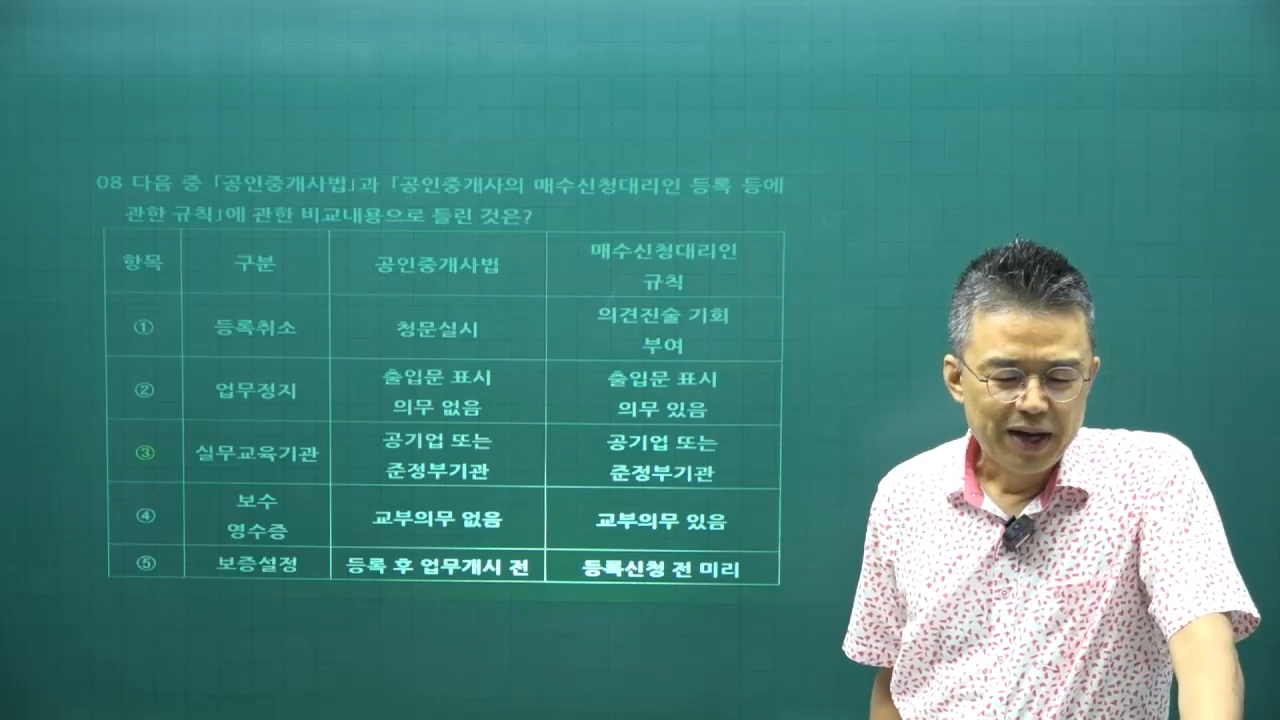 08 다음 중 「공인중개사법」과 「공인중개사의 매수신청대리인 등록 등에
관한 규칙」에 관한 비교내용으로 틀린 것은?
항목 구분 공인중개사법 매수신청대리인
규칙
① 등록취소 청문실시 의견진술 기회
부여
② 업무정지 출입문 표시 출입문 표시
의무 없음 의무 있음
③ 실무교육기관 공기업 또는 공기업 또는
준정부기관 준정부기관
④ 보수 교부의무 없음 교부의무 있음
영수증
⑤ 보증설정 등록 후 업무개시 전 등록신청 전 미리